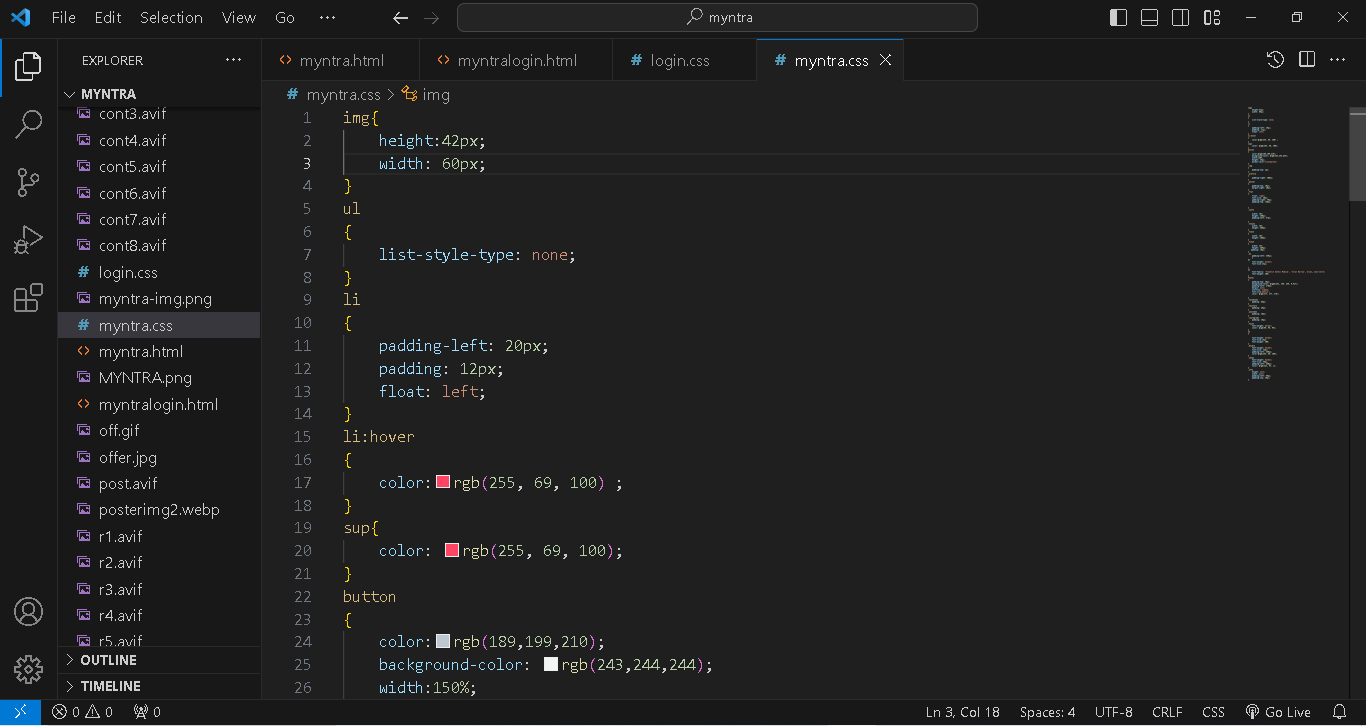 File Edit Selection View Go ···
myntra
EXPLORER ···
MYNTRA
cont3.avif
cont4.avif
cont5.avif
cont6.avif
cont7.avif
cont8.avif
login.css
myntra-img.png
myntra.css
myntra.html
MYNTRA.png
myntralogin.html
off.gif
offer.jpg
post.avif
posterimg2.webp
r1.avif
r2.avif
r3.avif
r4.avif
r5.avif
OUTLINE
TIMELINE
myntra.html myntralogin.html login.css myntra.css
myntra.css > img
1 img{
2 height:42px;
3 width: 60px;
4 }
5 ul
6 {
7 list-style-type: none;
8 }
9 li
10 {
11 padding-left: 20px;
12 padding: 12px;
13 float: left;
14 }
15 li:hover
16 {
17 color:rgb(255, 69, 100) ;
18 }
19 sup{
20 color: rgb(255, 69, 100);
21 }
22 button
23 {
24 color:rgb(189,199,210);
25 background-color: rgb(243,244,244);
26 width:150%;
0 0 0 Ln 3, Col 18 Spaces: 4 UTF-8 CRLF CSS Go Live